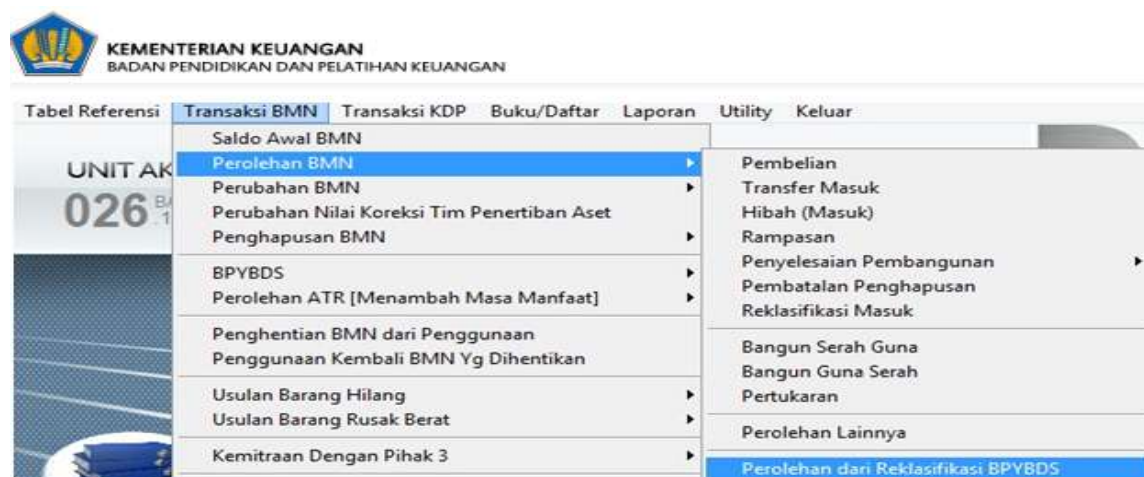 KEMENTERIAN KEUANGAN
BADAN PENDIDIKAN DAN PELATIHAN KEUANGAN
Tabel Referensi Transaksi BMN Transaksi KDP Buku/Daftar Laporan Utility Keluar
UNIT AK
026
Saldo Awal BMN
Perolehan BMN
Perubahan BMN
Perubahan Nilai Koreksi Tim Penertiban Aset
Penghapusan BMN
BPYBDS
Perolehan ATR [Menambah Masa Manfaat]
Penghentian BMN dari Penggunaan
Penggunaan Kembali BMN Yg Dihentikan
Usulan Barang Hilang
Usulan Barang Rusak Berat
Kemitraan Dengan Pihak 3
Pembelian
Transfer Masuk
Hibah (Masuk)
Rampasan
Penyelesaian Pembangunan
Pembatalan Penghapusan
Reklasifikasi Masuk
Bangun Serah Guna
Bangun Guna Serah
Pertukaran
Perolehan Lainnya
Perolehan dari Reklasifikasi BPYBDS